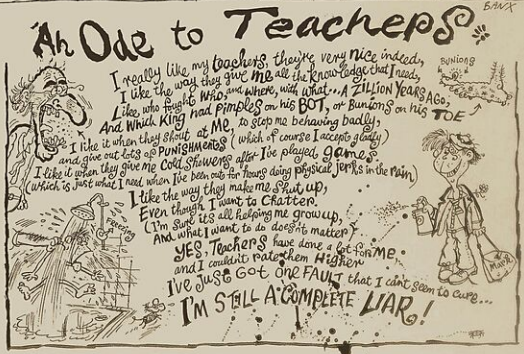 BANX
An Ode to Teachers
I really like my teachers, they're very nice indeed,
I like the way they give me all the knowledge that I need,
BUNIONS
Like, who fought who, and where, with what... A ZILLION YEARS AGO,
And Which King had Pimples on his BOT, or Bunions on his TOE
I like it when they shout at ME, to stop me behaving badly,
and give out lots of PUNISHMENTS (which of course I accept gladly)
I like it when they give me Cold Showers after I've played games.
(which is just what I need when I've been out for hours doing physical jerks in the rain)
I like the way they make me Shut up,
Even though I want to chatter.
(I'm sure it's all helping me grow up,
And what I want to do doesn't matter)
Freezing
YES, Teachers have done a lot for ME.
and I couldn't rate them Higher
I've Just Got one FAULT that I can't seem to cure...
I'M STILL A COMPLETE LIAR!